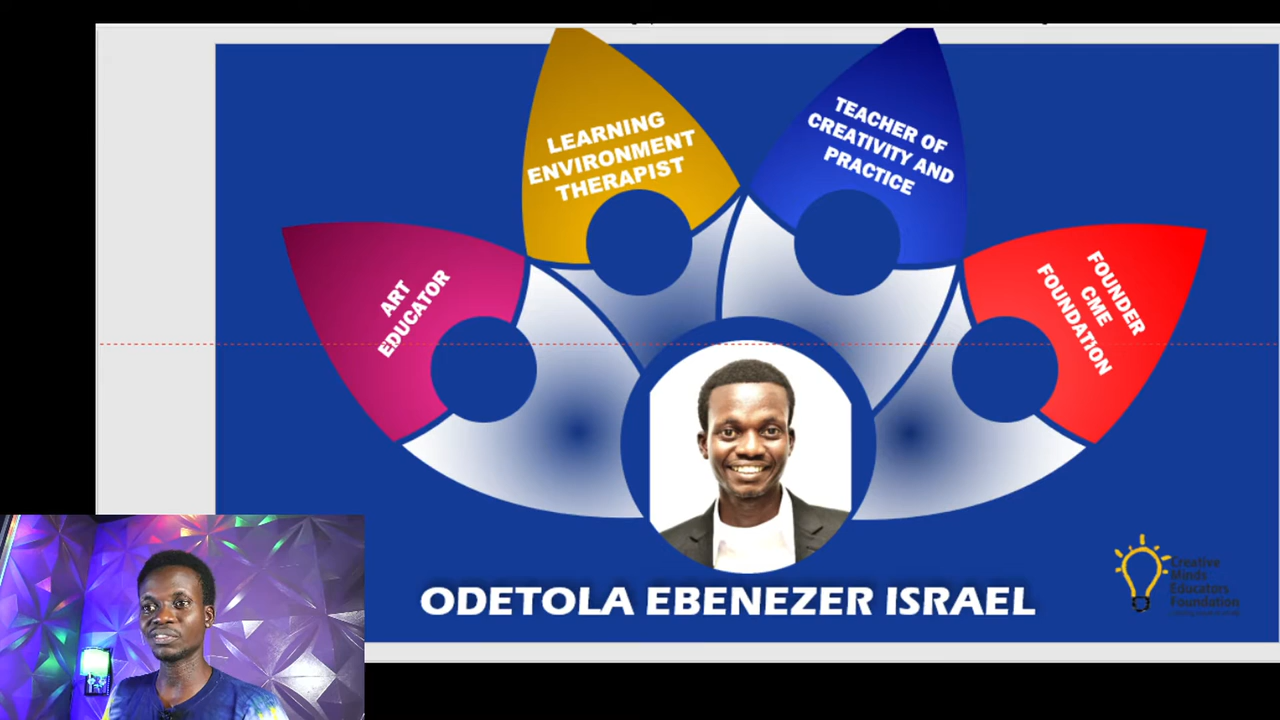 LEARNING
ENVIRONMENT
THERAPIST
TEACHER OF
CREATIVITY AND
PRACTICE
ART
EDUCATOR
FOUNDER
CME
FOUNDATION
ODETOLA EBENEZER ISRAEL
Creative
Minds
Educators
Foundation